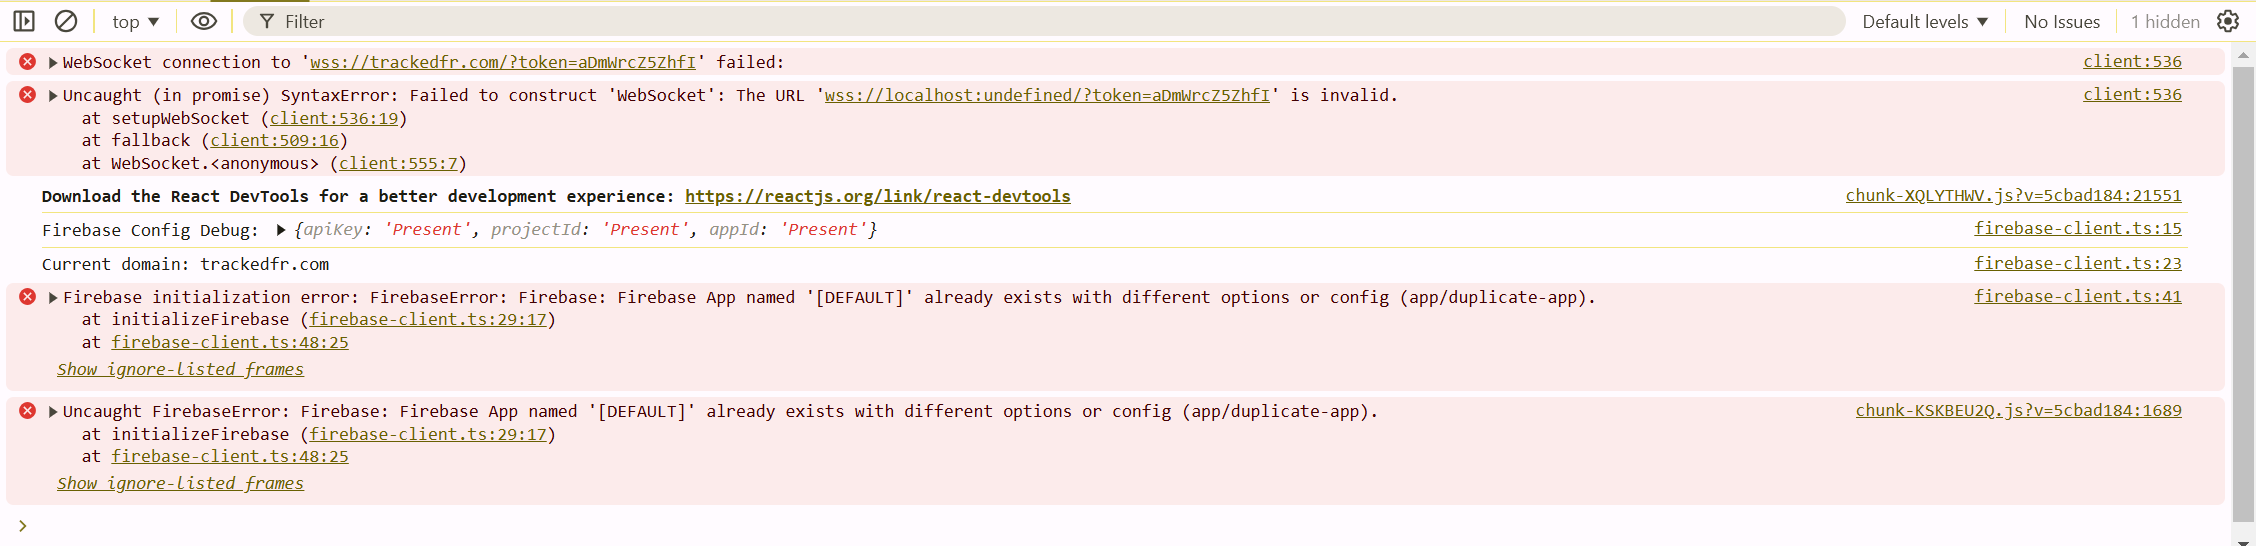 top ▼ Filter Default levels ▼ No Issues 1 hidden
WebSocket connection to 'wss://trackedfr.com/?token=aDmWrcZ5ZhfI' failed: client:536
Uncaught (in promise) SyntaxError: Failed to construct 'WebSocket': The URL 'wss://localhost:undefined/?token=aDmWrcZ5ZhfI' is invalid. client:536
at setupWebSocket (client:536:19)
at fallback (client:509:16)
at WebSocket.<anonymous> (client:555:7)
Download the React DevTools for a better development experience: https://reactjs.org/link/react-devtools chunk-XQLYTHWV.js?v=5cbad184:21551
Firebase Config Debug: ▶ {apiKey: 'Present', projectId: 'Present', appId: 'Present'} firebase-client.ts:15
Current domain: trackedfr.com firebase-client.ts:23
Firebase initialization error: FirebaseError: Firebase: Firebase App named '[DEFAULT]' already exists with different options or config (app/duplicate-app). firebase-client.ts:41
at initializeFirebase (firebase-client.ts:29:17)
at firebase-client.ts:48:25
Show ignore-listed frames
Uncaught FirebaseError: Firebase: Firebase App named '[DEFAULT]' already exists with different options or config (app/duplicate-app). chunk-KSKBEU2Q.js?v=5cbad184:1689
at initializeFirebase (firebase-client.ts:29:17)
at firebase-client.ts:48:25
Show ignore-listed frames